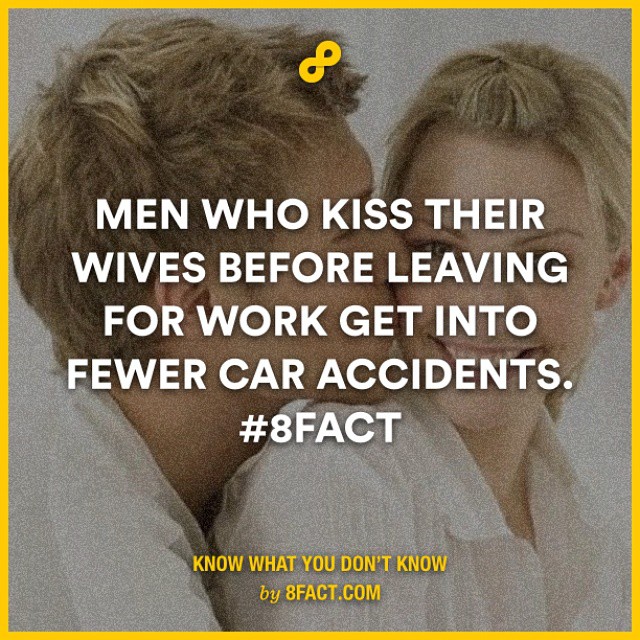 MEN WHO KISS THEIR
WIVES BEFORE LEAVING
FOR WORK GET INTO
FEWER CAR ACCIDENTS.
#8FACT
KNOW WHAT YOU DON'T KNOW
by 8FACT.COM